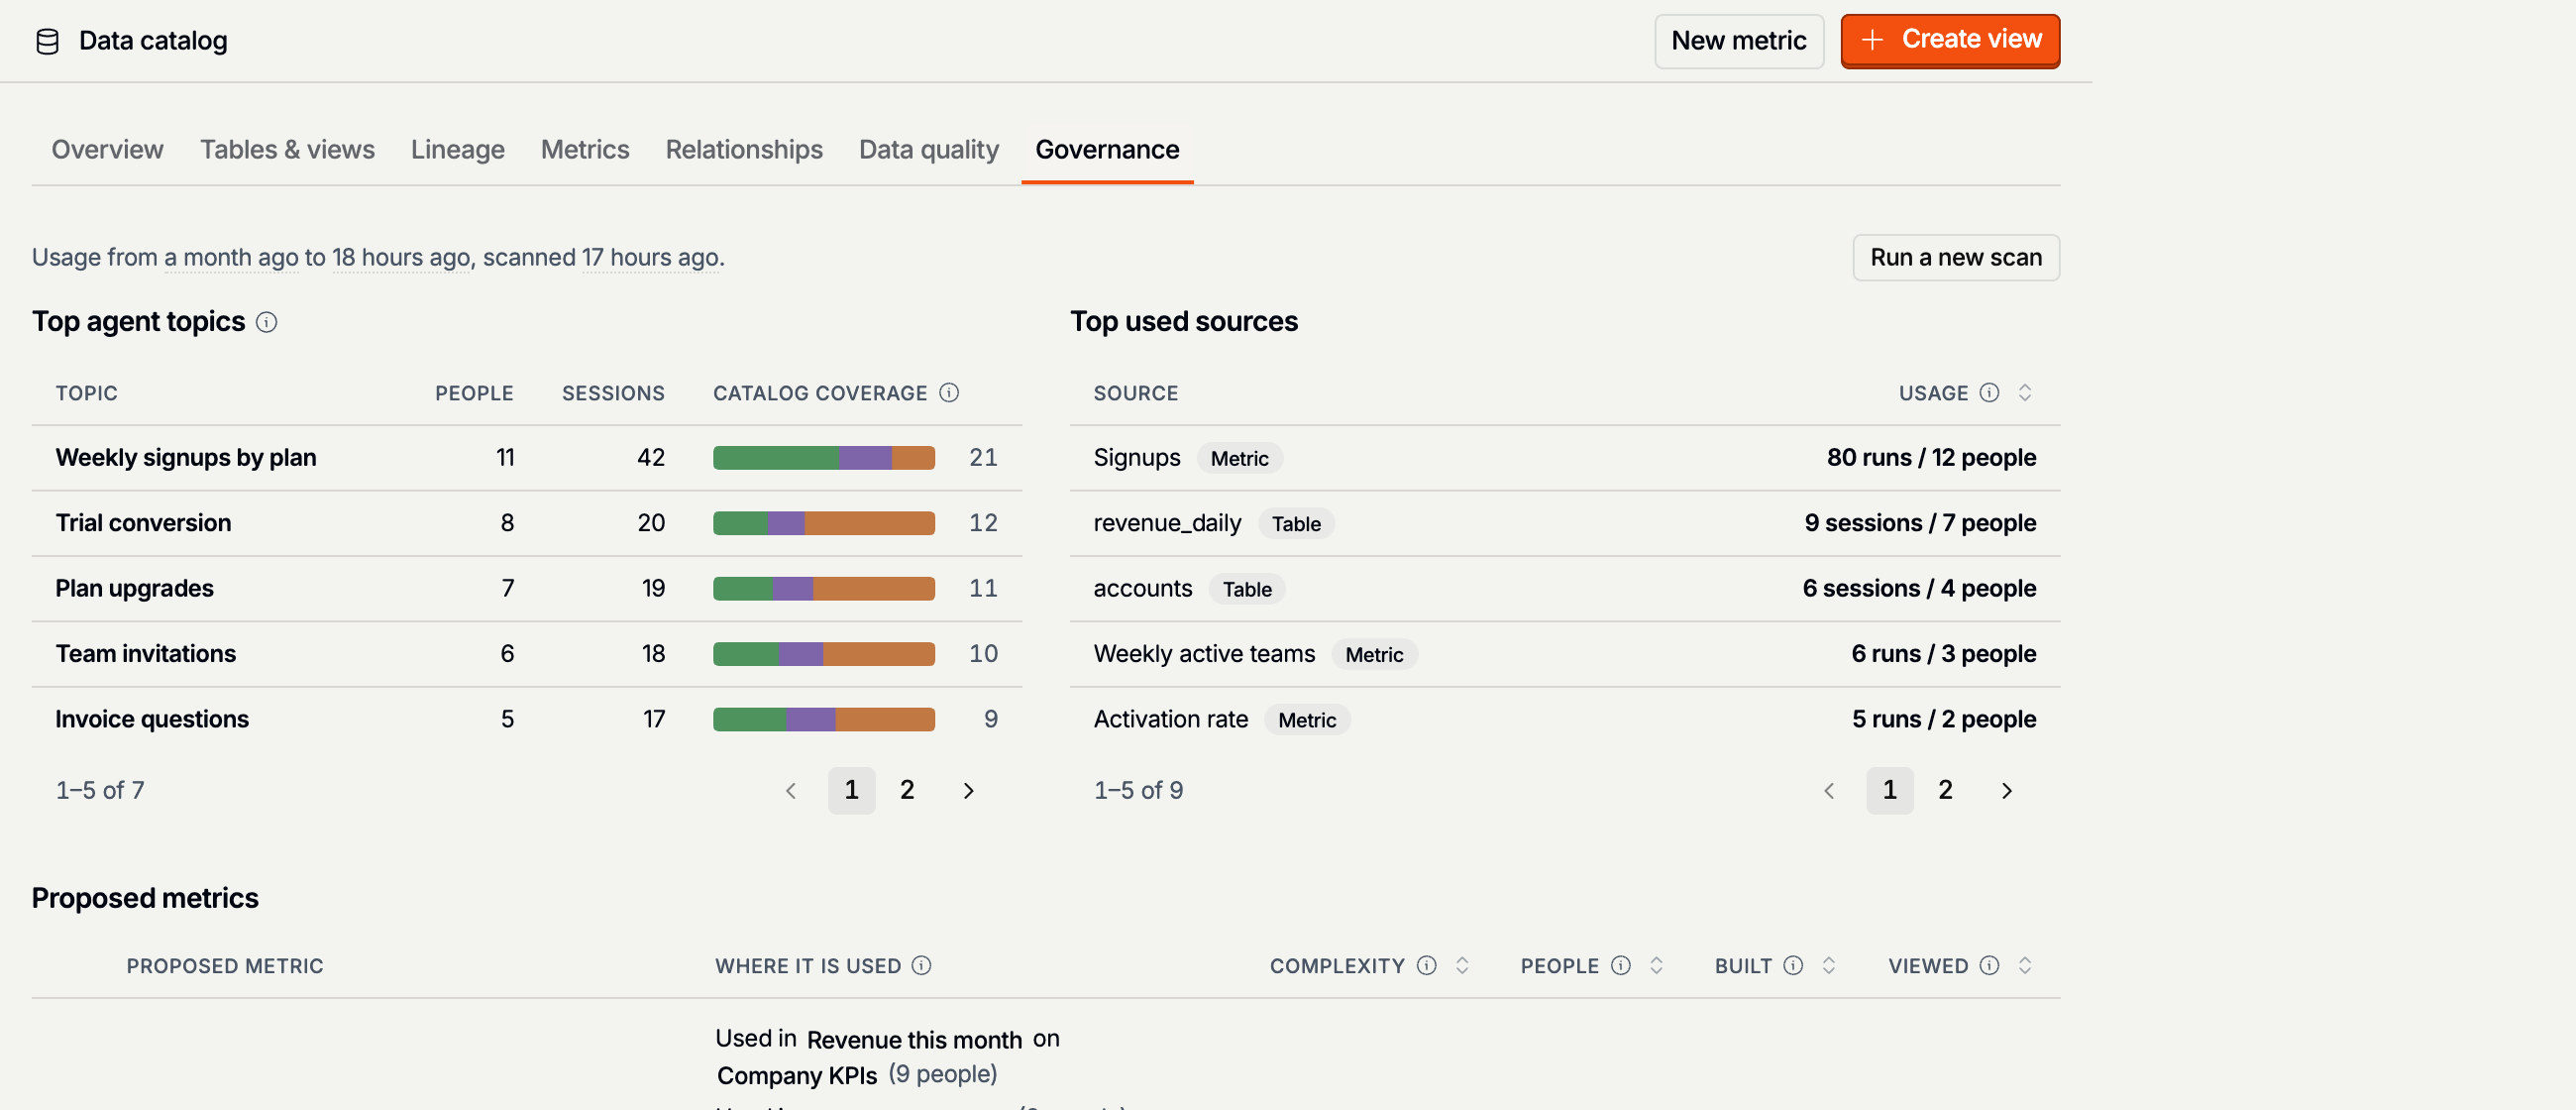 Data catalog
New metric
Create view
Overview
Tables & views
Lineage
Metrics
Relationships
Data quality
Governance
Usage from a month ago to 18 hours ago, scanned 17 hours ago.
Run a new scan
Top agent topics
TOPIC PEOPLE SESSIONS CATALOG COVERAGE
Weekly signups by plan 11 42 21
Trial conversion 8 20 12
Plan upgrades 7 19 11
Team invitations 6 18 10
Invoice questions 5 17 9
1–5 of 7
1 2
Top used sources
SOURCE USAGE
Signups Metric 80 runs / 12 people
revenue_daily Table 9 sessions / 7 people
accounts Table 6 sessions / 4 people
Weekly active teams Metric 6 runs / 3 people
Activation rate Metric 5 runs / 2 people
1–5 of 9
1 2
Proposed metrics
PROPOSED METRIC WHERE IT IS USED COMPLEXITY PEOPLE BUILT VIEWED
Used in Revenue this month on
Company KPIs (9 people)